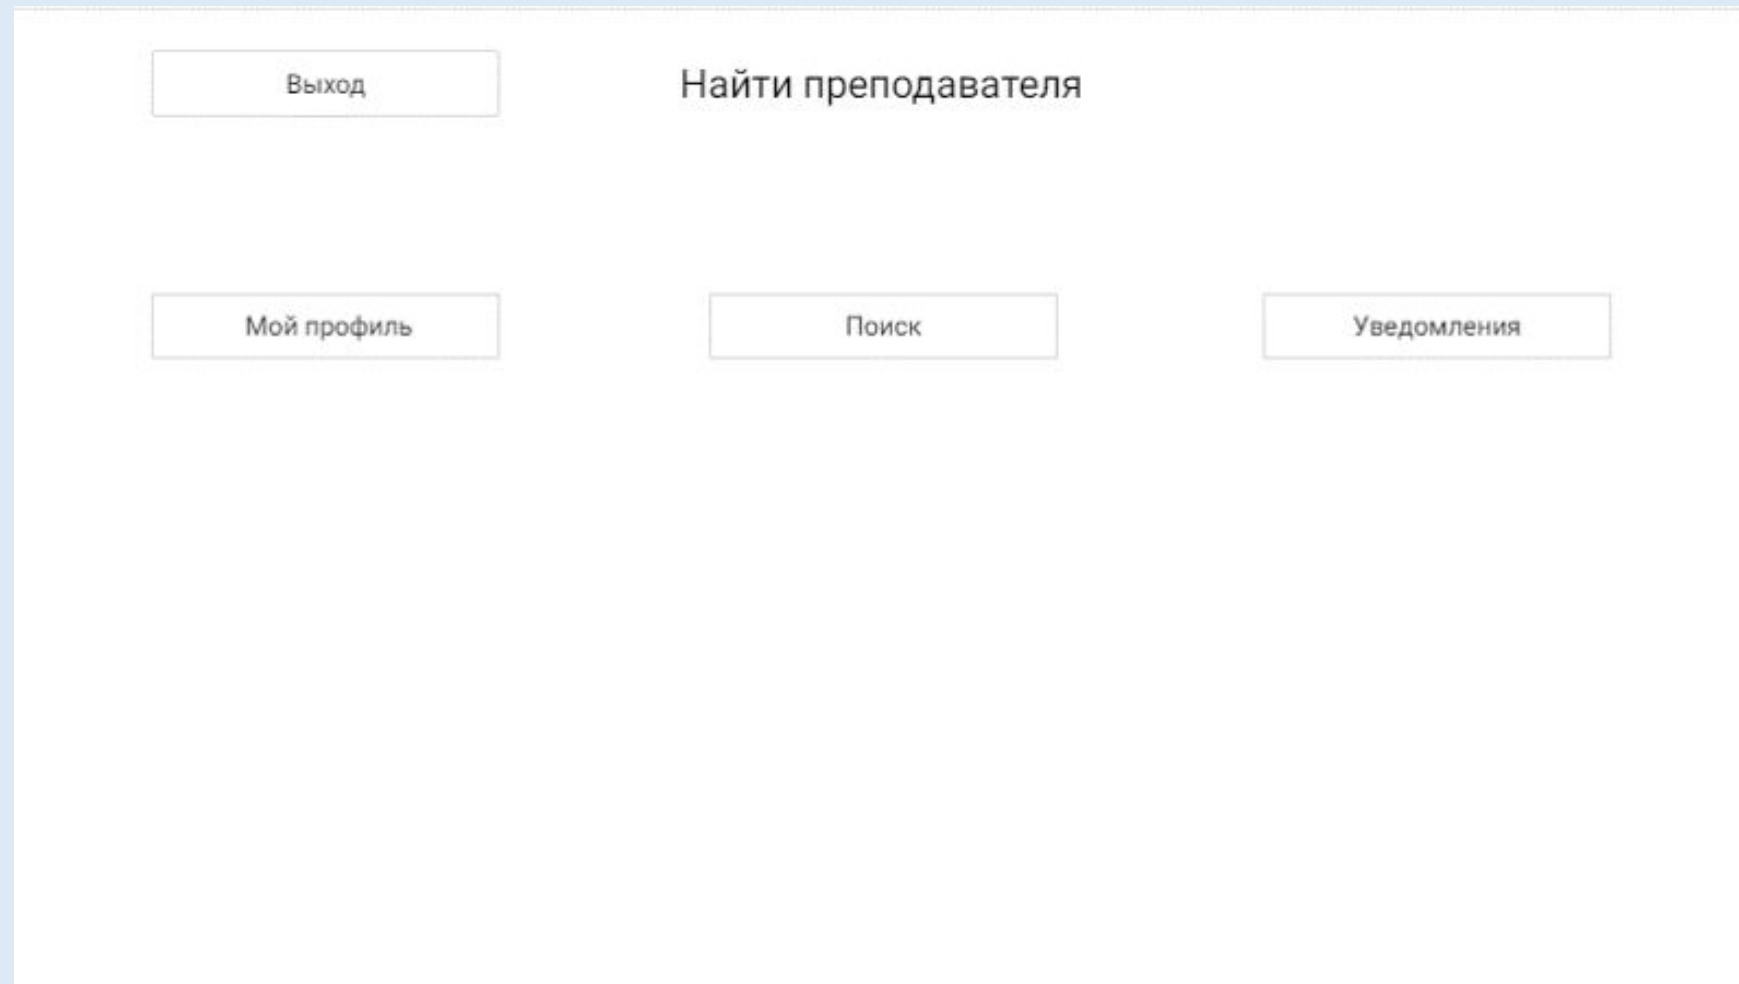 Выход
Найти преподавателя
Мой профиль
Поиск
Уведомления